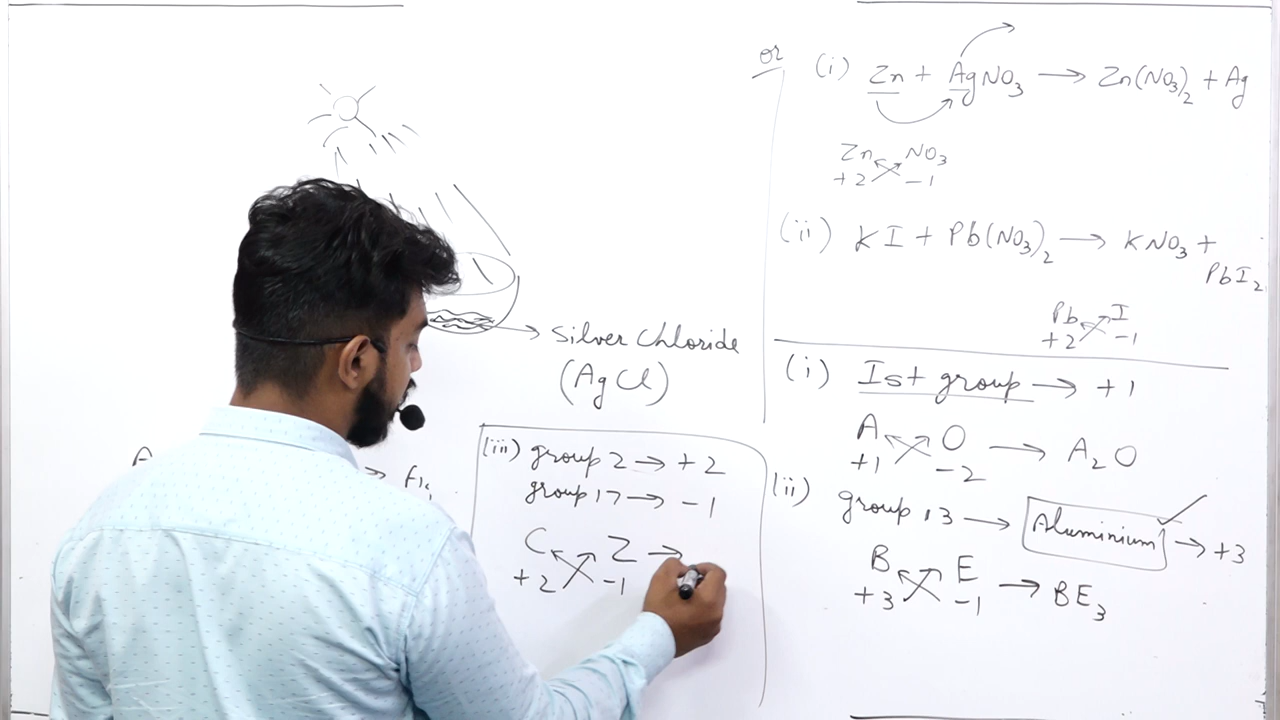 or (i) Zn + AgNO₃ → Zn(NO₃)₂ + Ag
Zn NO₃
+2 -1
(ii) KI + Pb(NO₃)₂ → KNO₃ +
PbI₂
Pb I
+2 -1
Silver Chloride
(AgCl)
(i) Ist group → +1
A O → A₂O
+1 -2
(ii) group 13 → Aluminium → +3
B E → BE₃
+3 -1
(iii) group 2 → +2
group 17 → -1
C Z →
+2 -1